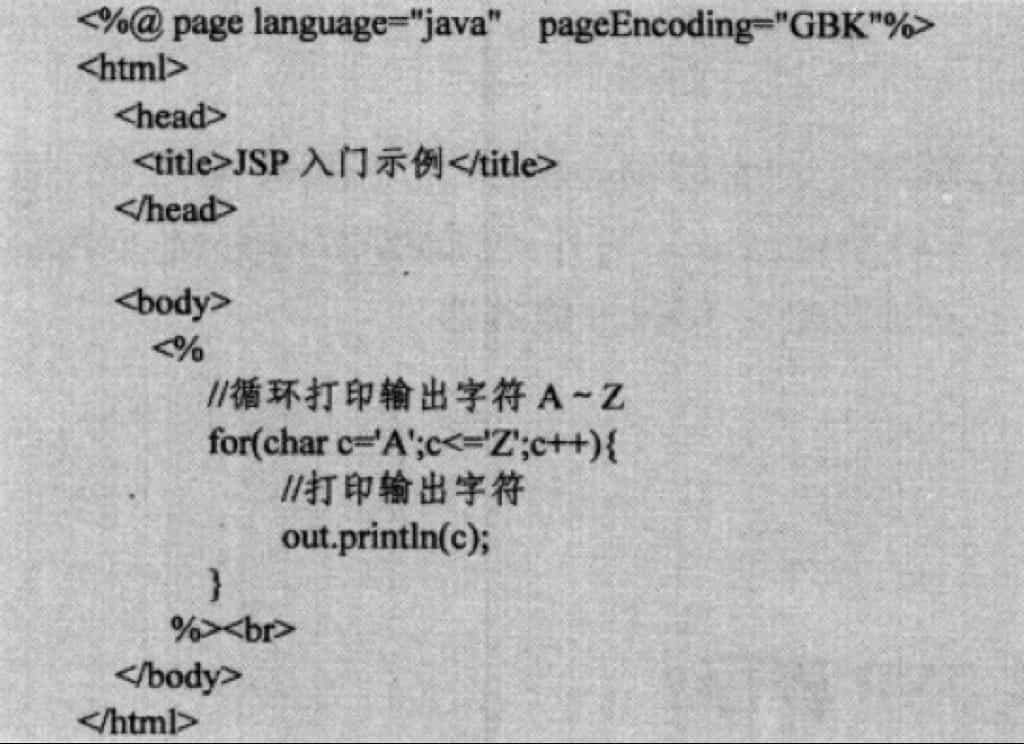 <%@ page language="java" pageEncoding="GBK"%>
<html>
<head>
<title>JSP 入门示例</title>
</head>
<body>
<%
//循环打印输出字符 A ~ Z
for(char c='A';c<='Z';c++){
//打印输出字符
out.println(c);
}
%><br>
</body>
</html>